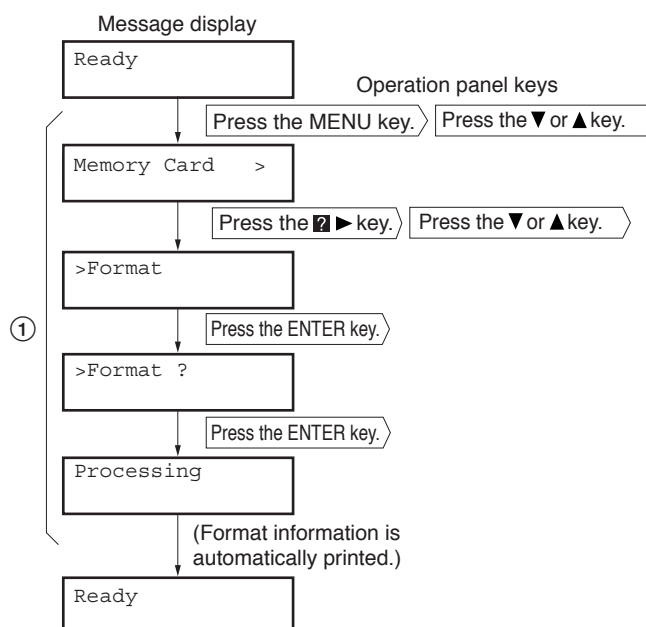 Message display
Ready
Operation panel keys
Press the MENU key. Press the ▼ or ▲ key.
Memory Card >
Press the ? ► key. Press the ▼ or ▲ key.
>Format
①
Press the ENTER key.
>Format ?
Press the ENTER key.
Processing
(Format information is
automatically printed.)
Ready